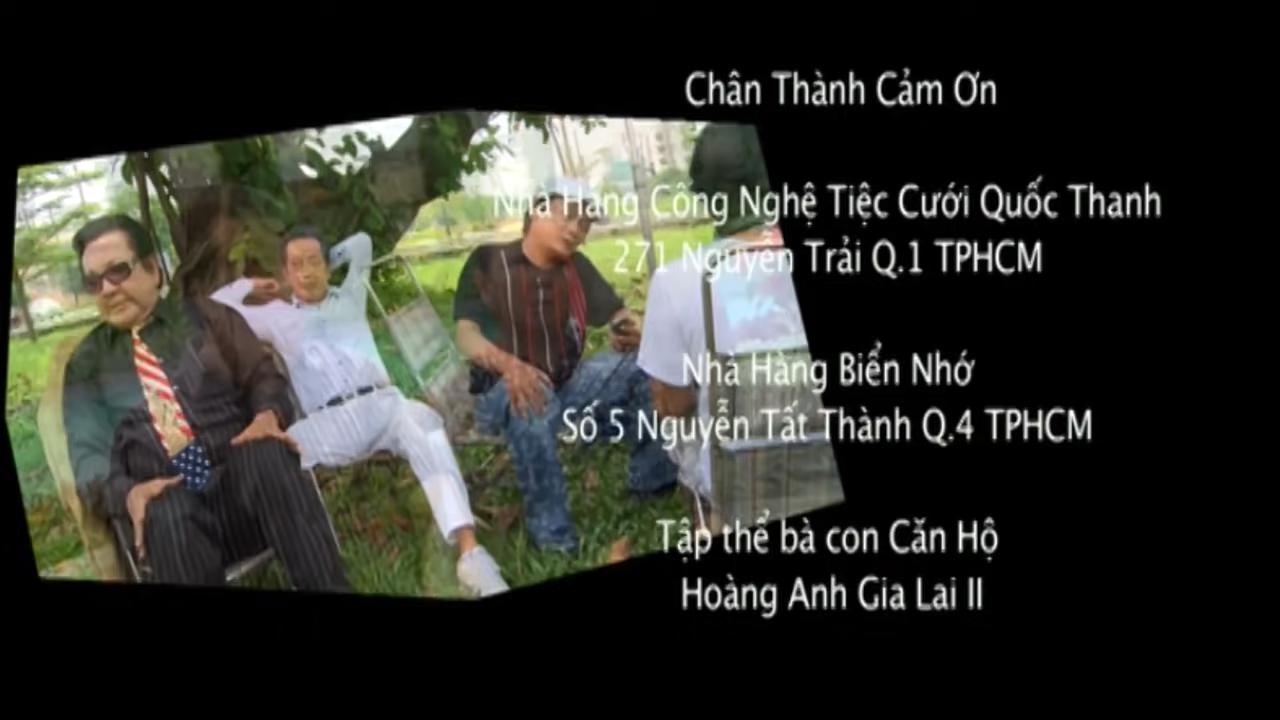 Chân Thành Cảm Ơn
Nhà Hàng Công Nghệ Tiệc Cưới Quốc Thanh
271 Nguyễn Trải Q.1 TPHCM
Nhà Hàng Biển Nhớ
Số 5 Nguyễn Tất Thành Q.4 TPHCM
Tập thể bà con Căn Hộ
Hoàng Anh Gia Lai II